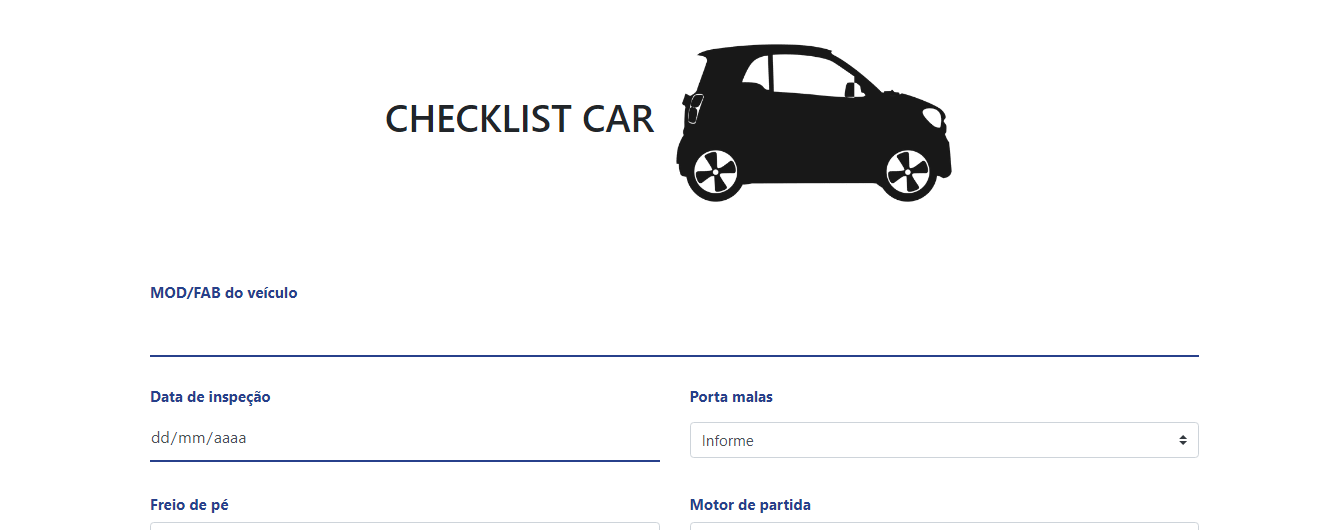 CHECKLIST CAR
MOD/FAB do veículo
Data de inspeção
Porta malas
dd/mm/aaaa
Informe
Freio de pé
Motor de partida